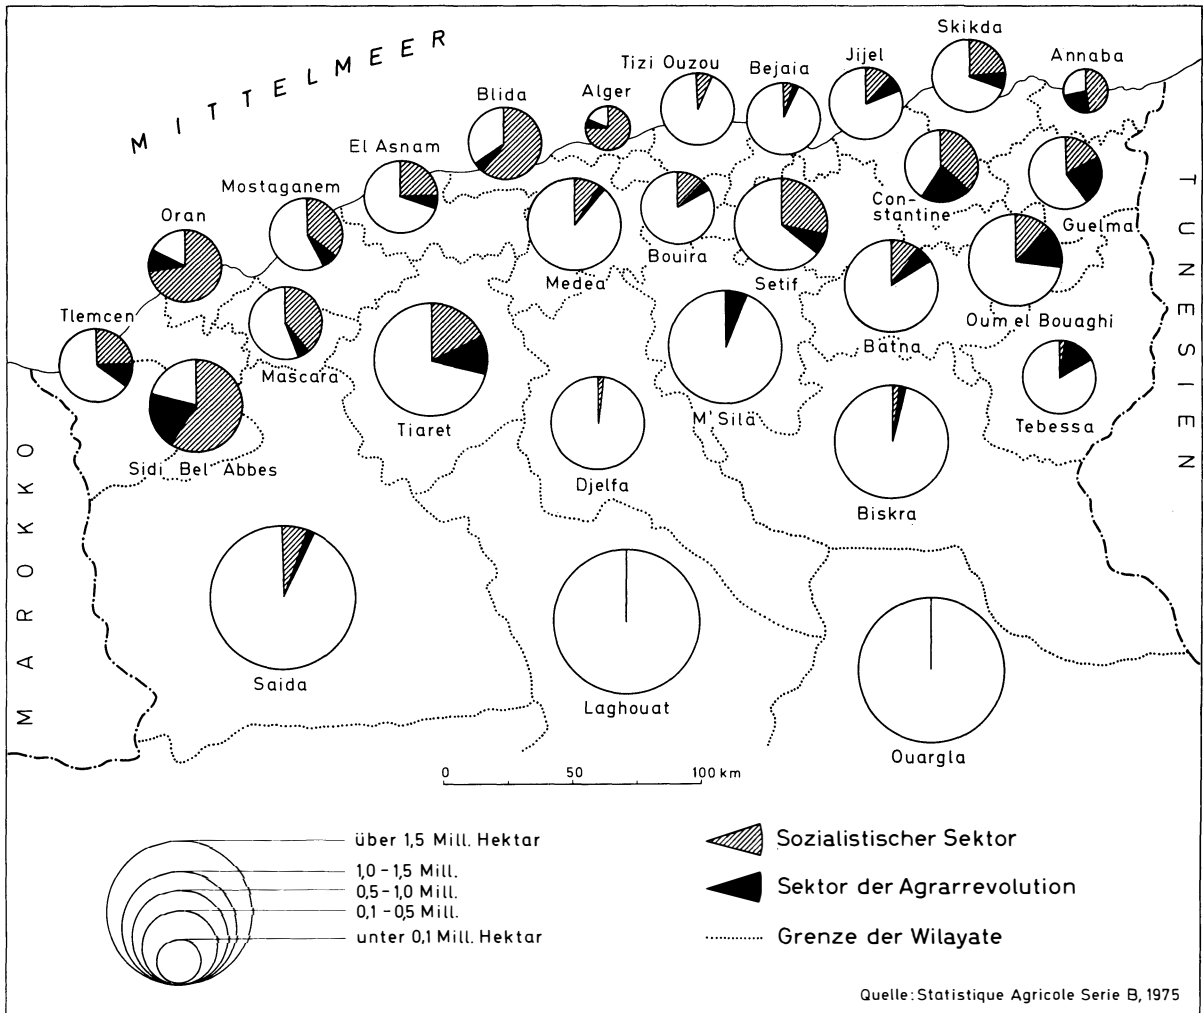 MITTELMEER
Skikda
Annaba
Jijel
Tizi Ouzou
Bejaia
Alger
Blida
El Asnam
Mostaganem
Oran
Tlemcen
Con-
stantine
Guelma
Bouira
Setif
Medea
Batna
Oum el Bouaghi
Mascara
Tiaret
M'Silä
Tebessa
Sidi Bel Abbes
Djelfa
Biskra
Saida
Laghouat
Ouargla
MAROKKO
TUNESIEN
0 50 100 km
über 1,5 Mill. Hektar
1,0 – 1,5 Mill.
0,5 – 1,0 Mill.
0,1 – 0,5 Mill.
unter 0,1 Mill. Hektar
Sozialistischer Sektor
Sektor der Agrarrevolution
Grenze der Wilayate
Quelle: Statistique Agricole Serie B, 1975